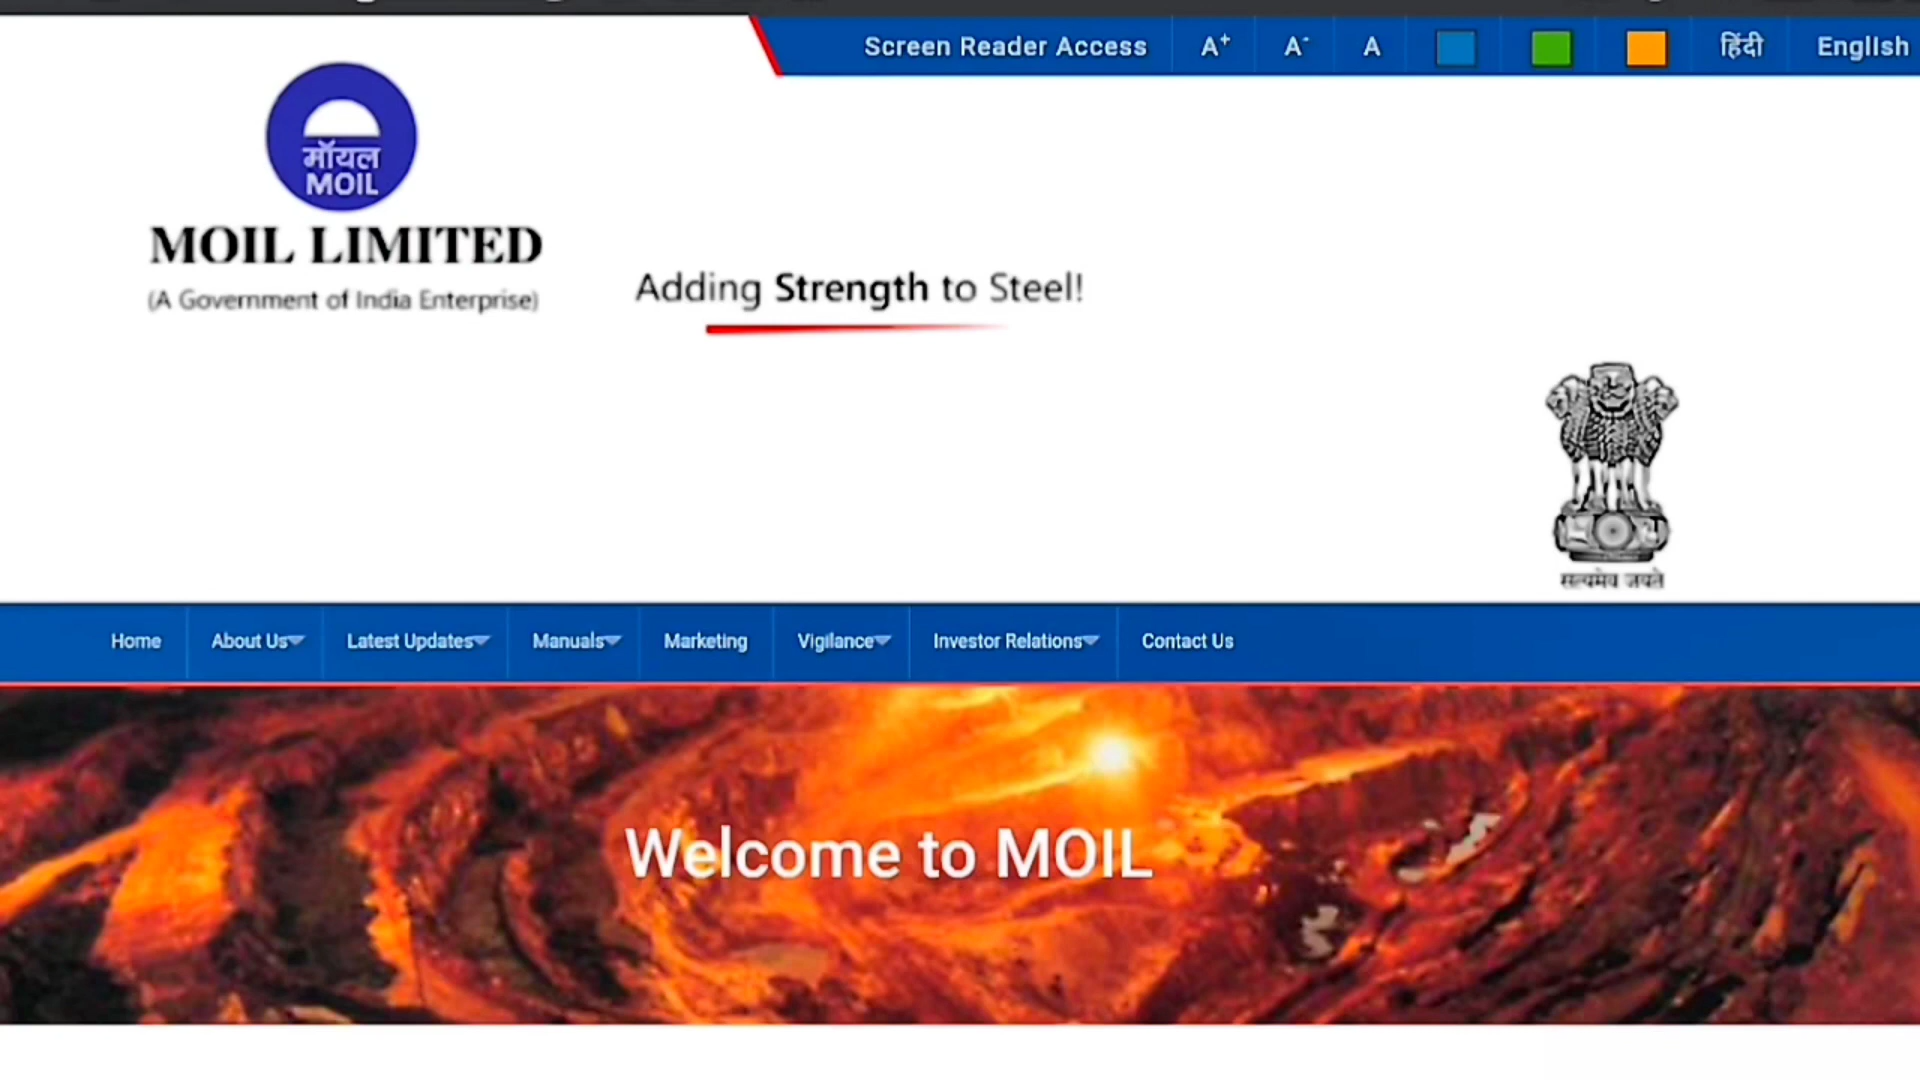 Screen Reader Access A+ A- A हिंदी English
मॉयल
MOIL
MOIL LIMITED
(A Government of India Enterprise)
Adding Strength to Steel!
सत्यमेव जयते
Home About Us Latest Updates Manuals Marketing Vigilance Investor Relations Contact Us
Welcome to MOIL